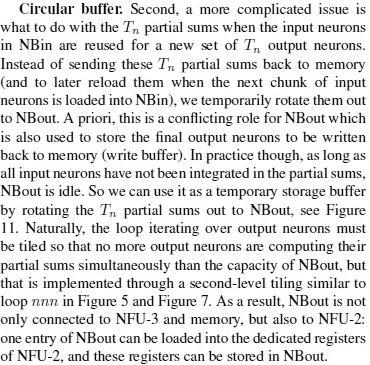 Circular buffer. Second, a more complicated issue is
what to do with the Tn partial sums when the input neurons
in NBin are reused for a new set of Tn output neurons.
Instead of sending these Tn partial sums back to memory
(and to later reload them when the next chunk of input
neurons is loaded into NBin), we temporarily rotate them out
to NBout. A priori, this is a conflicting role for NBout which
is also used to store the final output neurons to be written
back to memory (write buffer). In practice though, as long as
all input neurons have not been integrated in the partial sums,
NBout is idle. So we can use it as a temporary storage buffer
by rotating the Tn partial sums out to NBout, see Figure
11. Naturally, the loop iterating over output neurons must
be tiled so that no more output neurons are computing their
partial sums simultaneously than the capacity of NBout, but
that is implemented through a second-level tiling similar to
loop nnn in Figure 5 and Figure 7. As a result, NBout is not
only connected to NFU-3 and memory, but also to NFU-2:
one entry of NBout can be loaded into the dedicated registers
of NFU-2, and these registers can be stored in NBout.